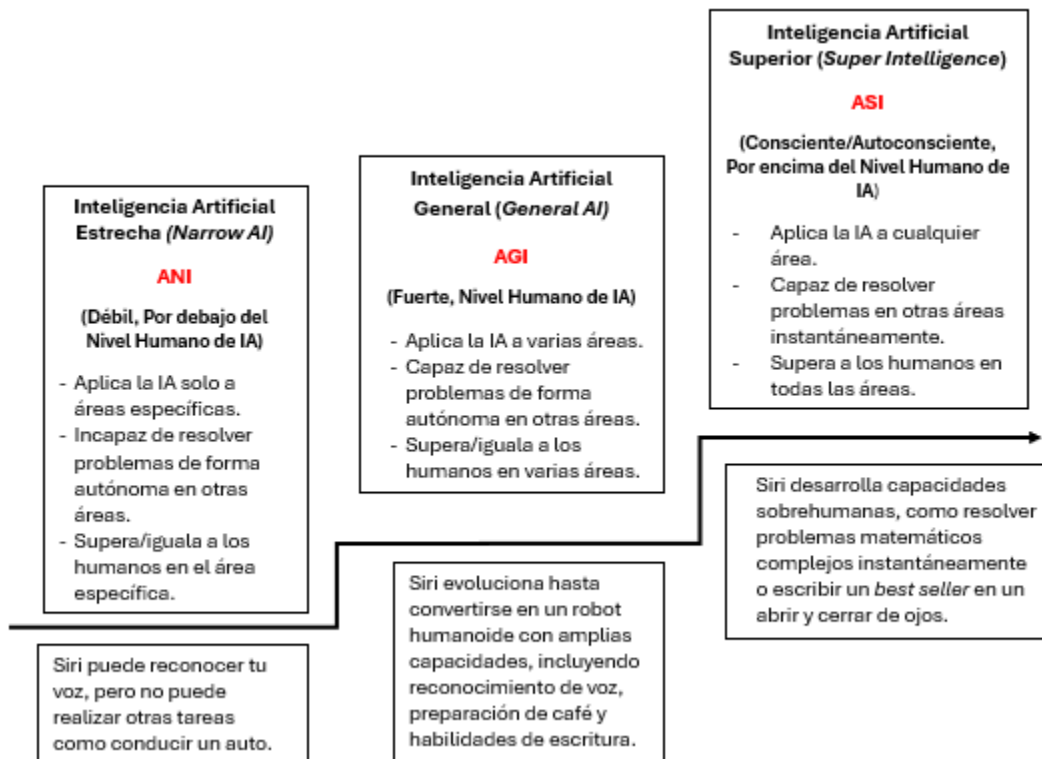 Inteligencia Artificial
Estrecha (Narrow AI)
ANI
(Débil, Por debajo del
Nivel Humano de IA)
- Aplica la IA solo a
áreas específicas.
- Incapaz de resolver
problemas de forma
autónoma en otras
áreas.
- Supera/iguala a los
humanos en el área
específica.
Siri puede reconocer tu
voz, pero no puede
realizar otras tareas
como conducir un auto.
Inteligencia Artificial
General (General AI)
AGI
(Fuerte, Nivel Humano de IA)
- Aplica la IA a varias áreas.
- Capaz de resolver
problemas de forma
autónoma en otras áreas.
- Supera/iguala a los
humanos en varias áreas.
Siri evoluciona hasta
convertirse en un robot
humanoide con amplias
capacidades, incluyendo
reconocimiento de voz,
preparación de café y
habilidades de escritura.
Inteligencia Artificial
Superior (Super Intelligence)
ASI
(Consciente/Autoconsciente,
Por encima del Nivel Humano de
IA)
- Aplica la IA a cualquier
área.
- Capaz de resolver
problemas en otras áreas
instantáneamente.
- Supera a los humanos en
todas las áreas.
Siri desarrolla capacidades
sobrehumanas, como resolver
problemas matemáticos
complejos instantáneamente
o escribir un best seller en un
abrir y cerrar de ojos.